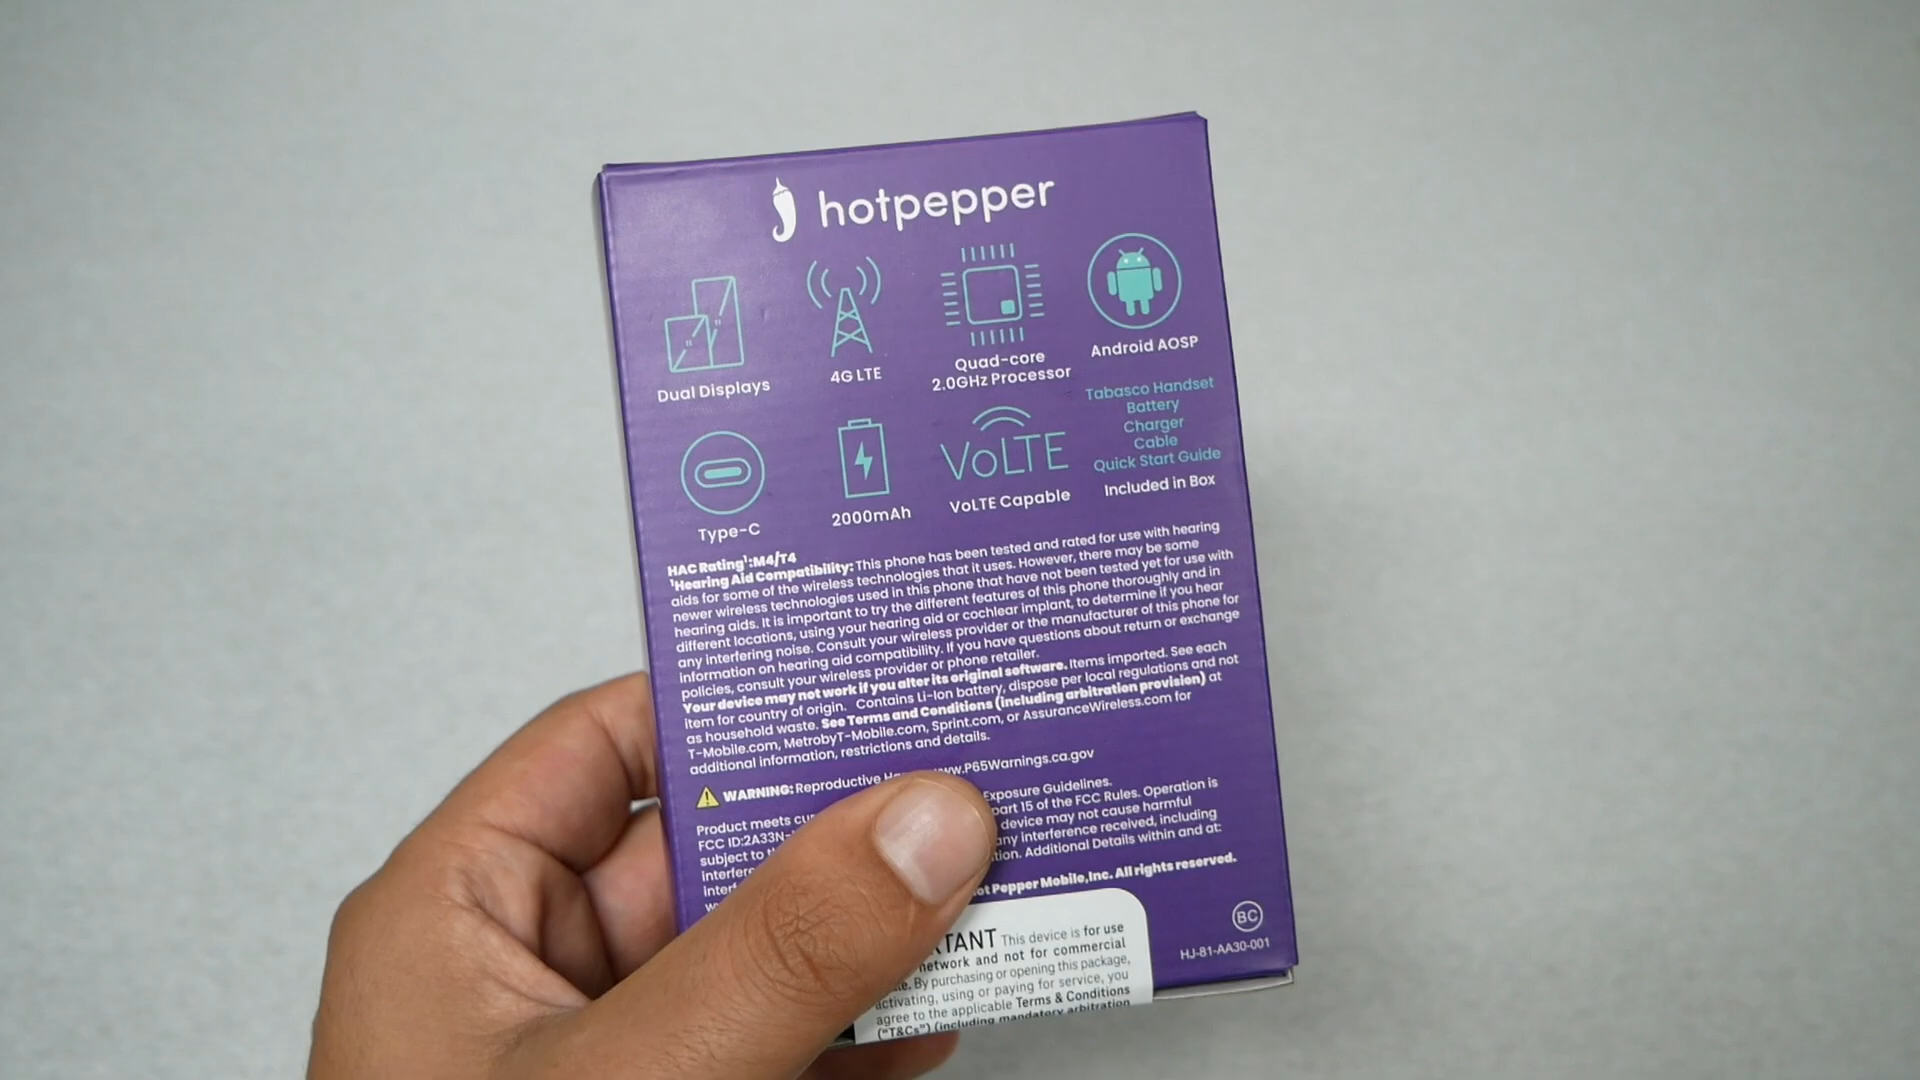 hotpepper
Dual Displays
4G LTE
Quad-core
2.0GHz Processor
Android AOSP
Type-C
2000mAh
VoLTE
VoLTE Capable
Tabasco Handset
Battery
Charger
Cable
Quick Start Guide
Included in Box
HAC Rating¹:M4/T4
¹Hearing Aid Compatibility: This phone has been tested and rated for use with hearing
aids for some of the wireless technologies that it uses. However, there may be some
newer wireless technologies used in this phone that have not been tested yet for use with
hearing aids. It is important to try the different features of this phone thoroughly and in
different locations, using your hearing aid or cochlear implant, to determine if you hear
any interfering noise. Consult your wireless provider or the manufacturer of this phone for
information on hearing aid compatibility. If you have questions about return or exchange
policies, consult your wireless provider or phone retailer.
Your device may not work if you alter its original software. Items imported. See each
item for country of origin. Contains Li-Ion battery, dispose per local regulations and not
as household waste. See Terms and Conditions (including arbitration provision) at
T-Mobile.com, MetrobyT-Mobile.com, Sprint.com, or AssuranceWireless.com for
additional information, restrictions and details.
WARNING: Reproductive www.P65Warnings.ca.gov
Product meets Exposure Guidelines.
FCC ID:2A33N- part 15 of the FCC Rules. Operation is
subject to device may not cause harmful
any interference received, including
Additional Details within and at:
Pepper Mobile,Inc. All rights reserved.
This device is for use
network and not for commercial
By purchasing or opening this package,
activating, using or paying for service, you
agree to the applicable Terms & Conditions
("T&Cs") (including mandatory arbitration
BC
HJ-81-AA30-001